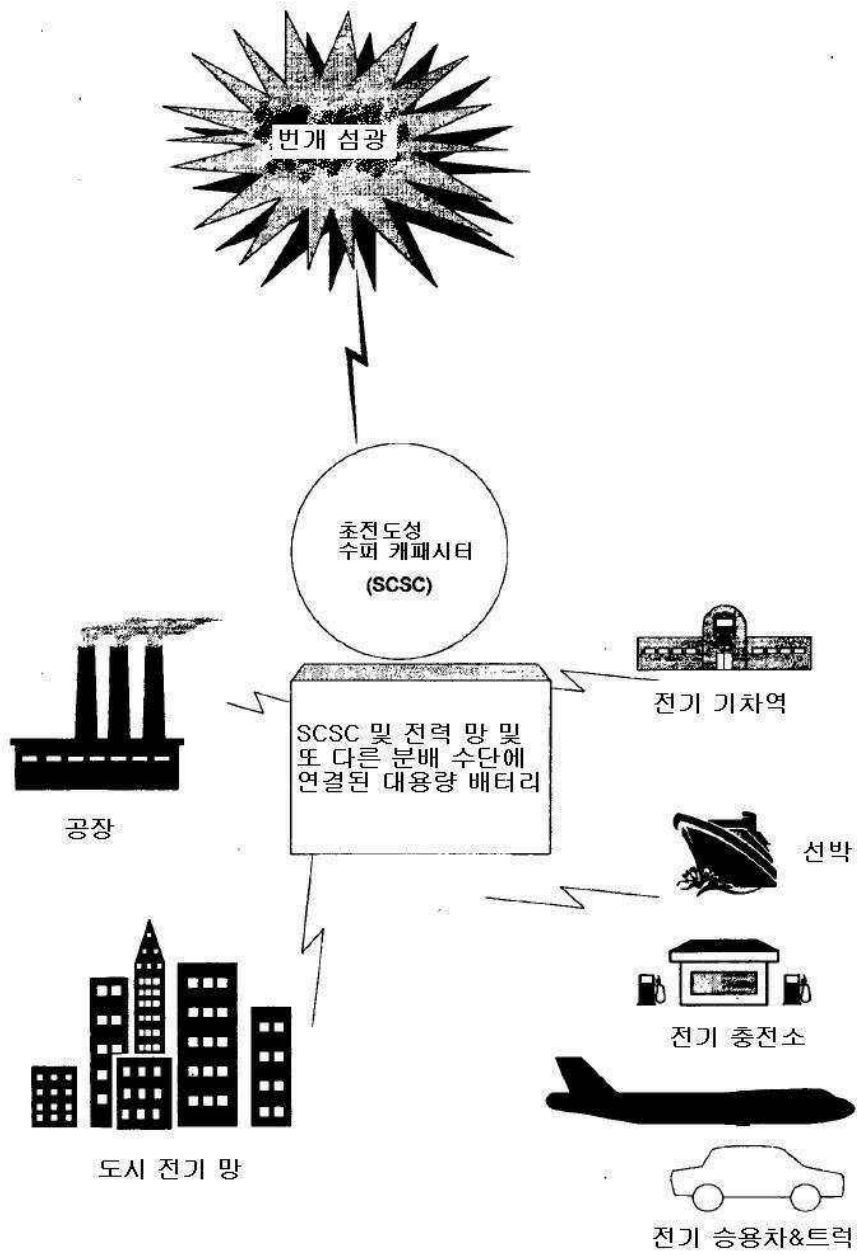 번개 섬광
초전도성
수퍼 캐패시터
(SCSC)
전기 기차역
SCSC 및 전력 망 및
또 다른 분배 수단에
연결된 대용량 배터리
공장
선박
전기 충전소
도시 전기 망
전기 승용차&트럭